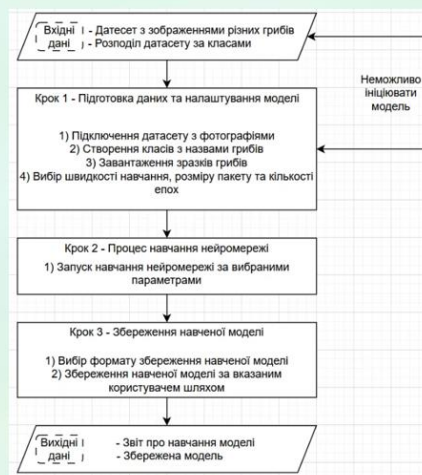 Вхідні дані
- Датесет з зображеннями різних грибів
- Розподіл датасету за класами
Неможливо
ініціювати
модель
Крок 1 - Підготовка даних та налаштування моделі
1) Підключення датасету з фотографіями
2) Створення класів з назвами грибів
3) Завантаження зразків грибів
4) Вибір швидкості навчання, розміру пакету та кількості
епох
Крок 2 - Процес навчання нейромережі
1) Запуск навчання нейромережі за вибраними
параметрами
Крок 3 - Збереження навченої моделі
1) Вибір формату збереження навченої моделі
2) Збереження навченої моделі за вказаним
користувачем шляхом
Вихідні дані
- Звіт про навчання моделі
- Збережена модель